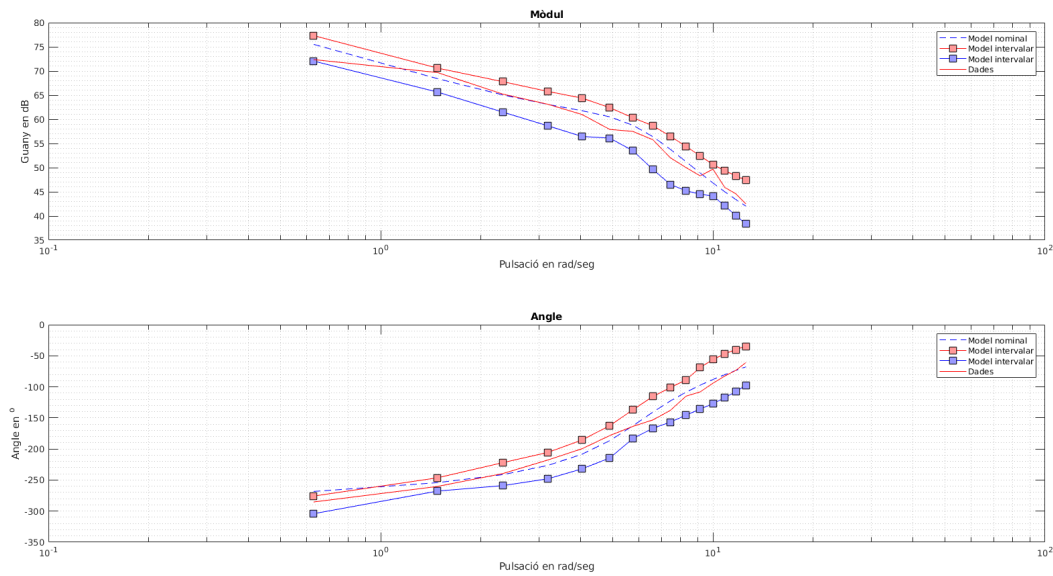 Mòdul
80
75
70
65
60
55
50
45
40
35
Guany en dB
10-1
100
101
102
Pulsació en rad/seg
Model nominal
Model intervalar
Model intervalar
Dades
Angle
0
-50
-100
-150
-200
-250
-300
-350
Angle en º
10-1
100
101
102
Pulsació en rad/seg
Model nominal
Model intervalar
Model intervalar
Dades